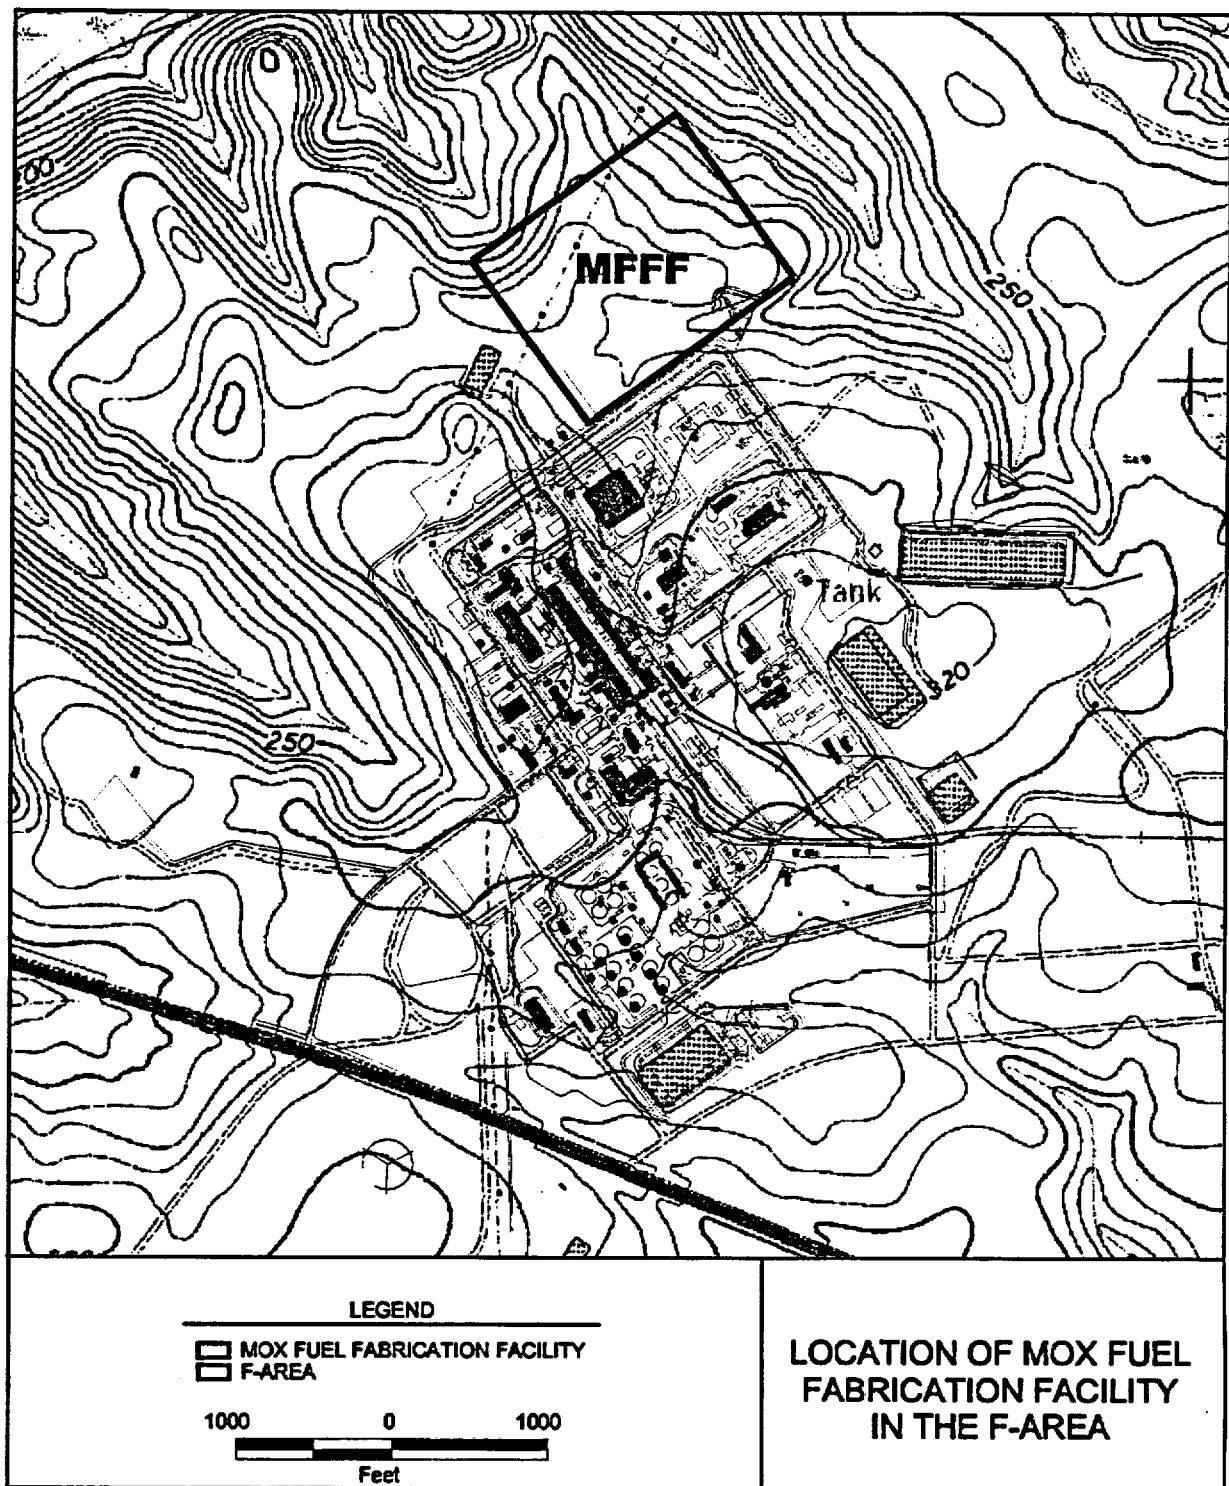 MFFF
250
Tank
320
250
LEGEND
MOX FUEL FABRICATION FACILITY
F-AREA
1000 0 1000
Feet
LOCATION OF MOX FUEL
FABRICATION FACILITY
IN THE F-AREA